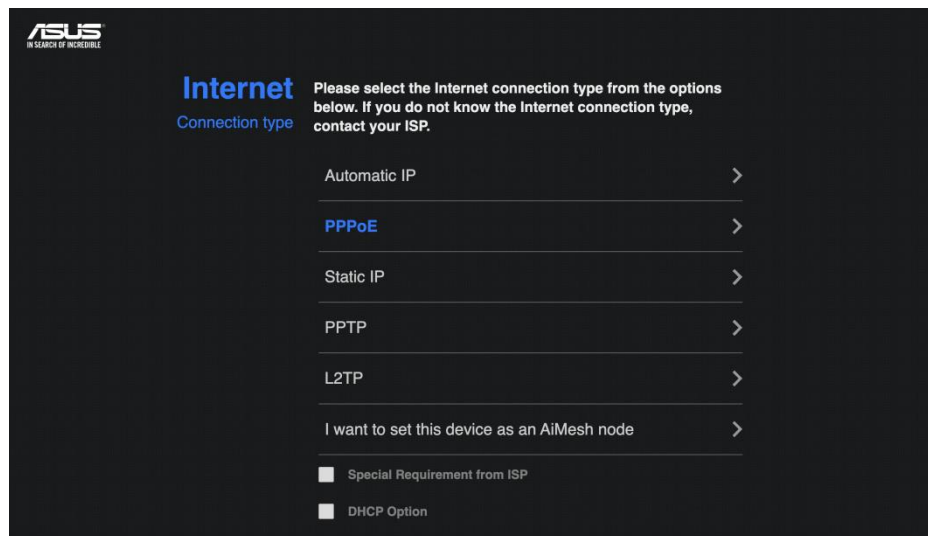 ASUS
IN SEARCH OF INCREDIBLE
Internet
Connection type
Please select the Internet connection type from the options
below. If you do not know the Internet connection type,
contact your ISP.
Automatic IP
PPPoE
Static IP
PPTP
L2TP
I want to set this device as an AiMesh node
Special Requirement from ISP
DHCP Option